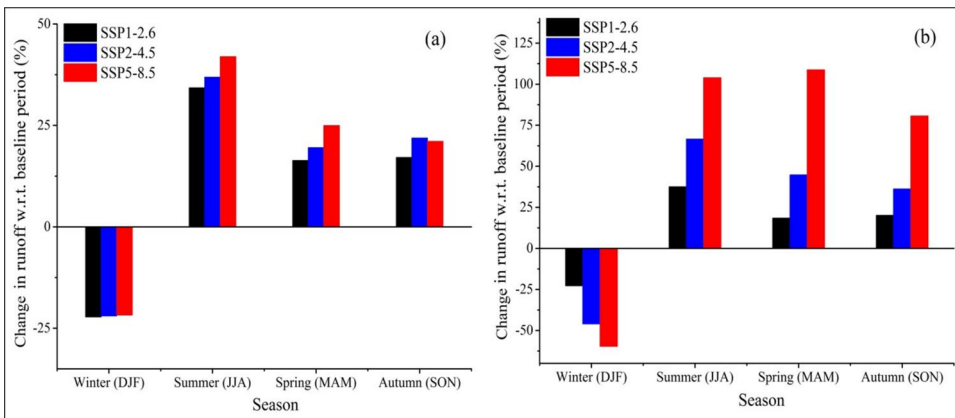 (a)
SSP1-2.6
SSP2-4.5
SSP5-8.5
Change in runoff w.r.t. baseline period (%)
50
25
0
-25
Winter (DJF) Summer (JJA) Spring (MAM) Autumn (SON)
Season
(b)
SSP1-2.6
SSP2-4.5
SSP5-8.5
Change in runoff w.r.t. baseline period (%)
125
100
75
50
25
0
-25
-50
Winter (DJF) Summer (JJA) Spring (MAM) Autumn (SON)
Season